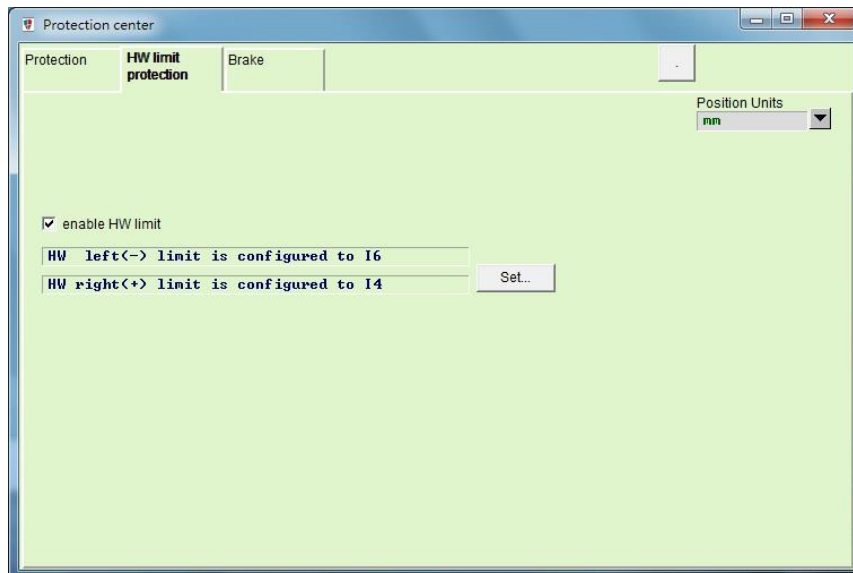 Protection center
Protection
HW limit
protection
Brake
.
Position Units
mm
enable HW limit
HW  left(-) limit is configured to I6
HW right(+) limit is configured to I4
Set...